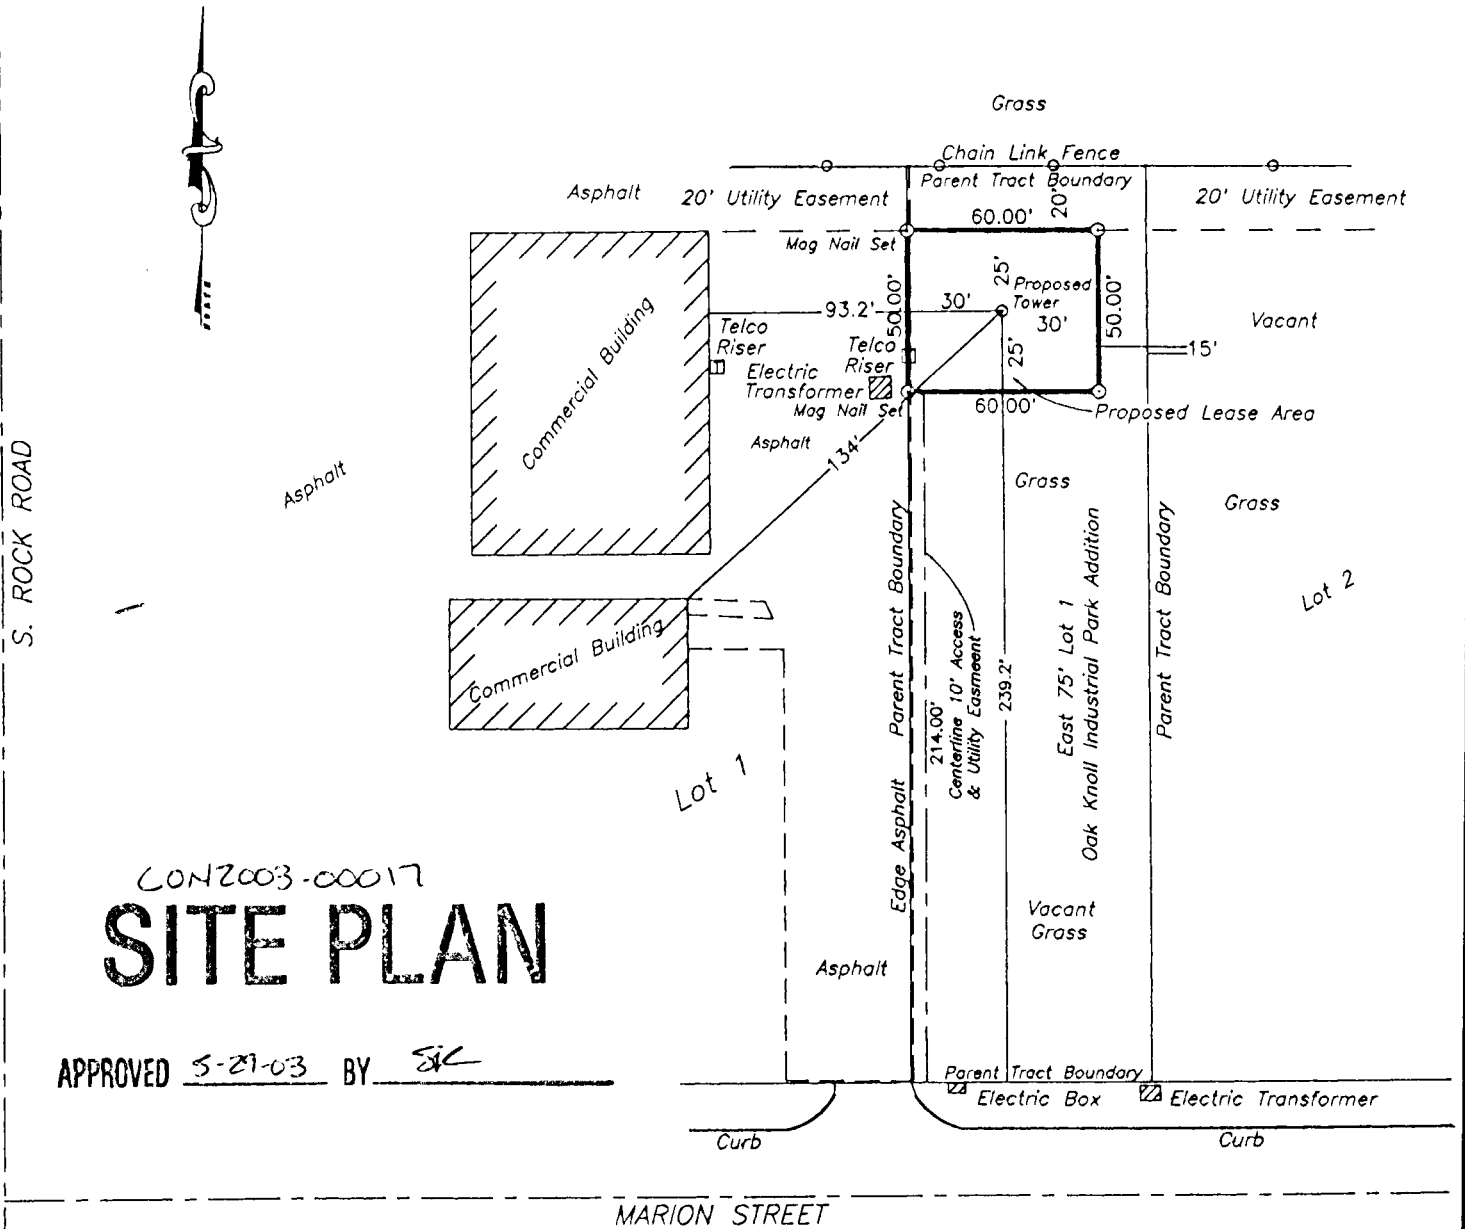 Grass
Chain Link Fence
Parent Tract Boundary
Asphalt
20' Utility Easement
20' Utility Easement
20'
60.00'
Mag Nail Set
Commercial Building
93.2'
50.00'
30'
25'
Proposed
Tower
30'
25'
50.00'
Vacant
15'
Telco
Riser
Telco
Riser
Electric
Transformer
Mag Nail Set
60.00'
Proposed Lease Area
Asphalt
134'
Asphalt
Grass
Grass
S. ROCK ROAD
Lot 2
Edge Asphalt
Parent Tract Boundary
214.00'
Centerline 10' Access
& Utility Easmeent
239.2'
East 75' Lot 1
Oak Knoll Industrial Park Addition
Parent Tract Boundary
Commercial Building
Lot 1
CON2003-00017
SITE PLAN
Vacant
Grass
Asphalt
APPROVED 5-29-03 BY
Parent Tract Boundary
Electric Box
Electric Transformer
Curb
Curb
MARION STREET